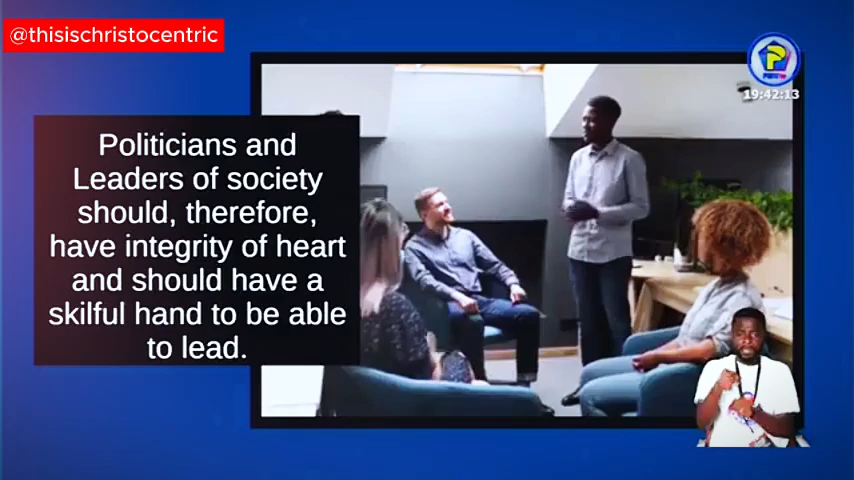 @thisischristocentric
19:42:13
Politicians and
Leaders of society
should, therefore,
have integrity of heart
and should have a
skilful hand to be able
to lead.